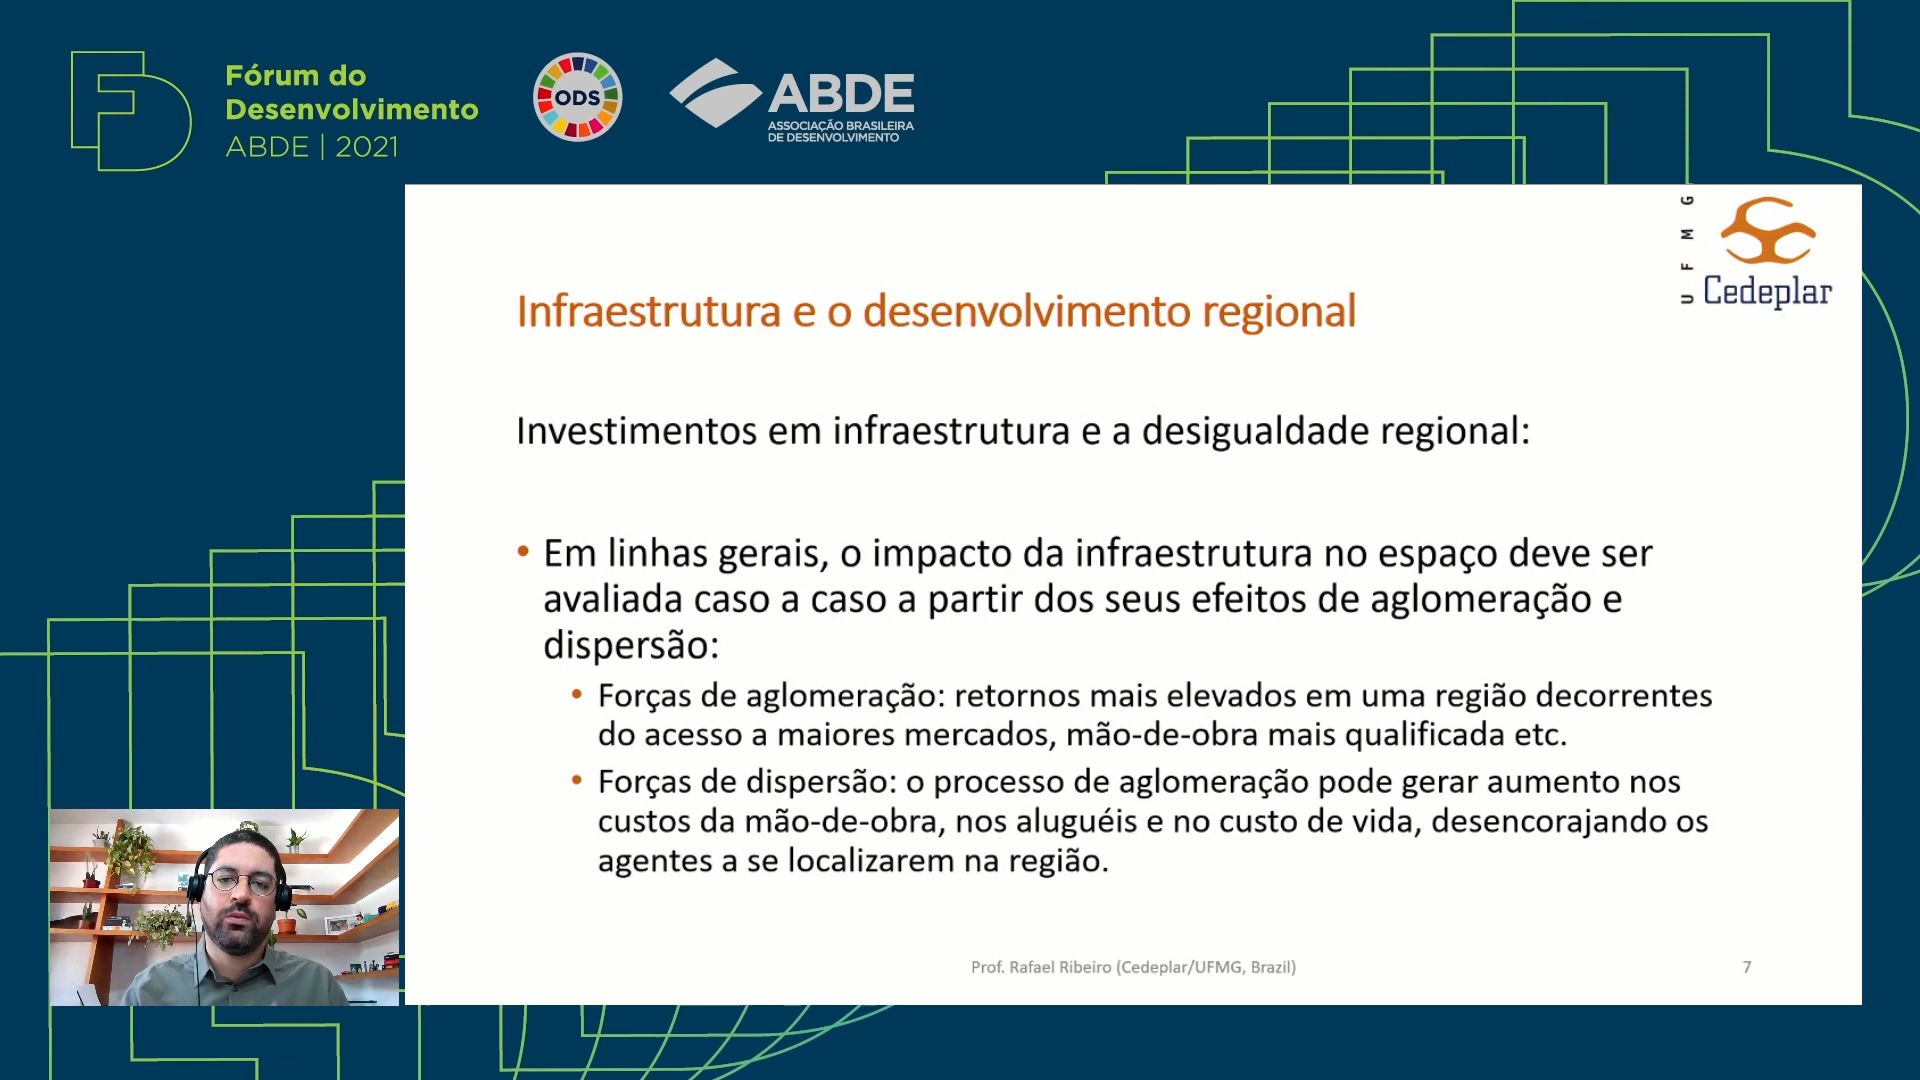 Fórum do
Desenvolvimento
ABDE | 2021
ODS
ABDE
ASSOCIAÇÃO BRASILEIRA
DE DESENVOLVIMENTO
UFMG
Cedeplar
Infraestrutura e o desenvolvimento regional
Investimentos em infraestrutura e a desigualdade regional:
• Em linhas gerais, o impacto da infraestrutura no espaço deve ser
avaliada caso a caso a partir dos seus efeitos de aglomeração e
dispersão:
• Forças de aglomeração: retornos mais elevados em uma região decorrentes
do acesso a maiores mercados, mão-de-obra mais qualificada etc.
• Forças de dispersão: o processo de aglomeração pode gerar aumento nos
custos da mão-de-obra, nos aluguéis e no custo de vida, desencorajando os
agentes a se localizarem na região.
Prof. Rafael Ribeiro (Cedeplar/UFMG, Brazil)
7